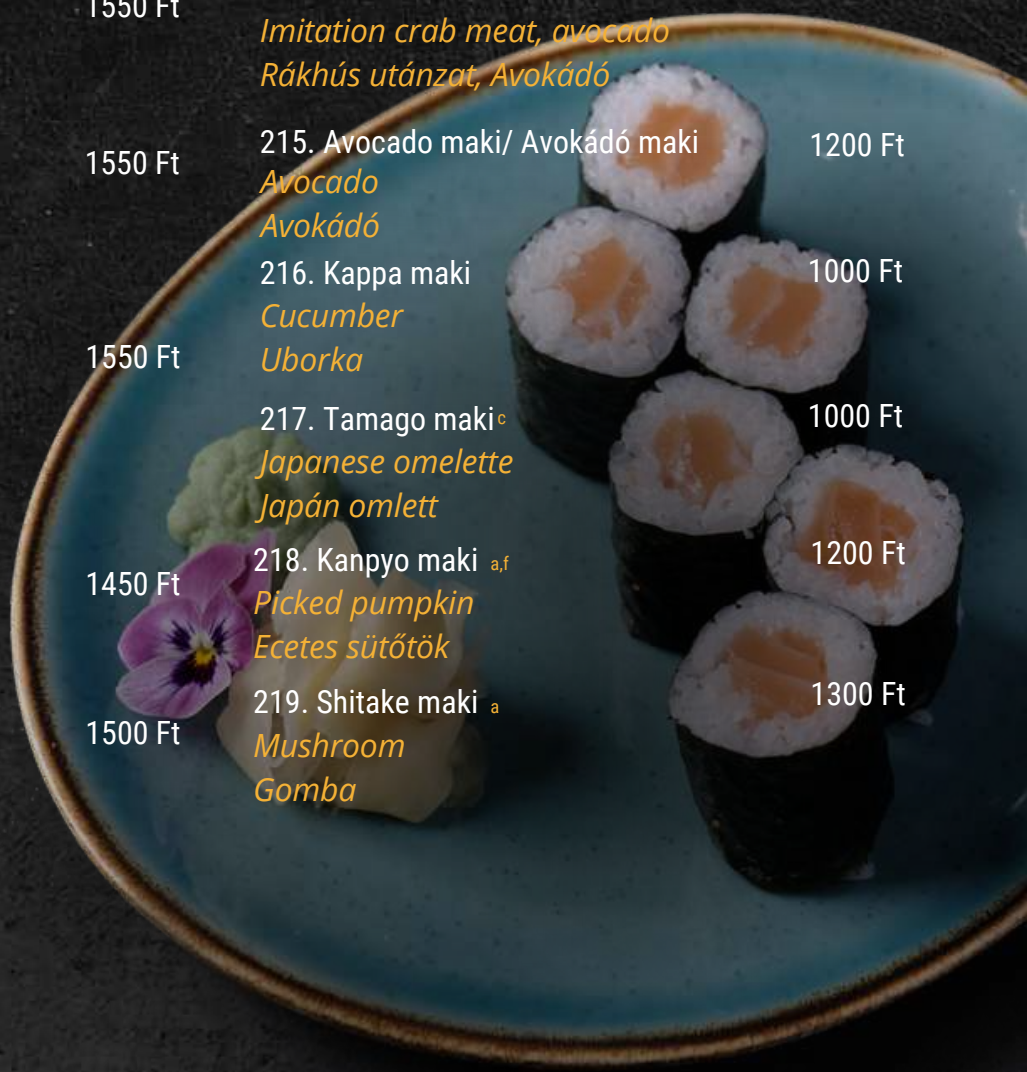 1550 Ft
Imitation crab meat, avocado
Rákhús utánzat, Avokádó
1550 Ft
215. Avocado maki/ Avokádó maki 1200 Ft
Avocado
Avokádó
216. Kappa maki 1000 Ft
Cucumber
1550 Ft
Uborka
217. Tamago maki c 1000 Ft
Japanese omelette
Japán omlett
218. Kanpyo maki a,f 1200 Ft
1450 Ft
Picked pumpkin
Ecetes sütőtök
219. Shitake maki a 1300 Ft
1500 Ft
Mushroom
Gomba